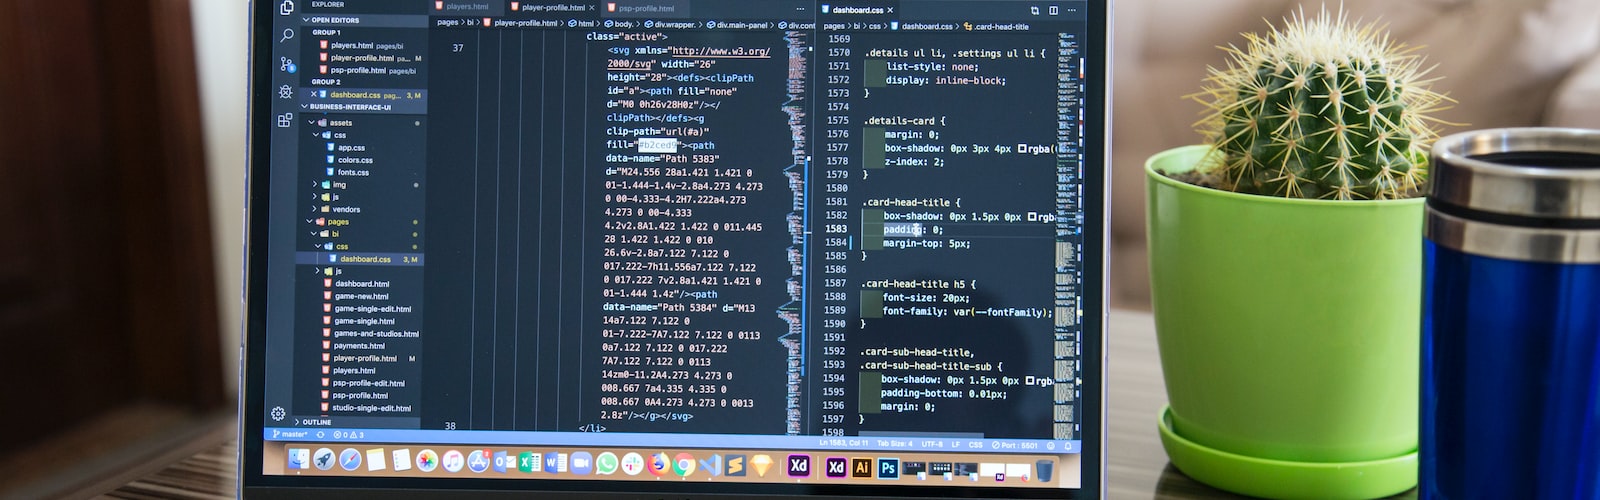 EXPLORER
OPEN EDITORS
GROUP 1
players.html pages/bi
player-profile.html pa... M
psp-profile.html pages/bi
GROUP 2
dashboard.css pag... 3, M
BUSINESS-INTERFACE-UI
assets
css
app.css
colors.css
fonts.css
img
js
vendors
pages
bi
css
dashboard.css 3, M
js
dashboard.html
game-new.html
game-single-edit.html
game-single.html
games-and-studios.html
payments.html
player-profile.html M
players.html
psp-profile-edit.html
psp-profile.html
studio-single-edit.html
OUTLINE
players.html player-profile.html psp-profile.html
pages > bi > player-profile.html > html > body. > div.wrapper. > div.main-panel > div.cont
class="active">
37 <svg xmlns="http://www.w3.org/
2000/svg" width="26"
height="28"><defs><clipPath
id="a"><path fill="none"
d="M0 0h26v28H0z"/></
clipPath></defs><g
clip-path="url(#a)"
fill="#b2ced9"><path
data-name="Path 5383"
d="M24.556 28a1.421 1.421 0
01-1.444-1.4v-2.8a4.273 4.273
0 00-4.333-4.2H7.222a4.273
4.273 0 00-4.333
4.2v2.8A1.422 1.422 0 011.445
28 1.422 1.422 0 010
26.6v-2.8a7.122 7.122 0
017.222-7h11.556a7.122 7.122
0 017.222 7v2.8a1.421 1.421 0
01-1.444 1.4z"/><path
data-name="Path 5384" d="M13
14a7.122 7.122 0
01-7.222-7A7.122 7.122 0 0113
0a7.122 7.122 0 017.222
7A7.122 7.122 0 0113
14zm0-11.2A4.273 4.273 0
008.667 7a4.335 4.335 0
008.667 0A4.273 4.273 0 0013
2.8z"/></g></svg>
38 </li>
dashboard.css
pages > bi > css > dashboard.css > .card-head-title
1569
1570 .details ul li, .settings ul li {
1571 list-style: none;
1572 display: inline-block;
1573 }
1574
1575 .details-card {
1576 margin: 0;
1577 box-shadow: 0px 3px 4px rgba(
1578 z-index: 2;
1579 }
1580
1581 .card-head-title {
1582 box-shadow: 0px 1.5px 0px rgb
1583 padding: 0;
1584 margin-top: 5px;
1585 }
1586
1587 .card-head-title h5 {
1588 font-size: 20px;
1589 font-family: var(--fontFamily);
1590 }
1591
1592 .card-sub-head-title,
1593 .card-sub-head-title-sub {
1594 box-shadow: 0px 1.5px 0px rgb
1595 padding-bottom: 0.01px;
1596 margin: 0;
1597 }
1598
master* 0 3 Ln 1583, Col 11 Tab Size: 4 UTF-8 LF CSS Port : 5501
Xd Xd Ai Ps